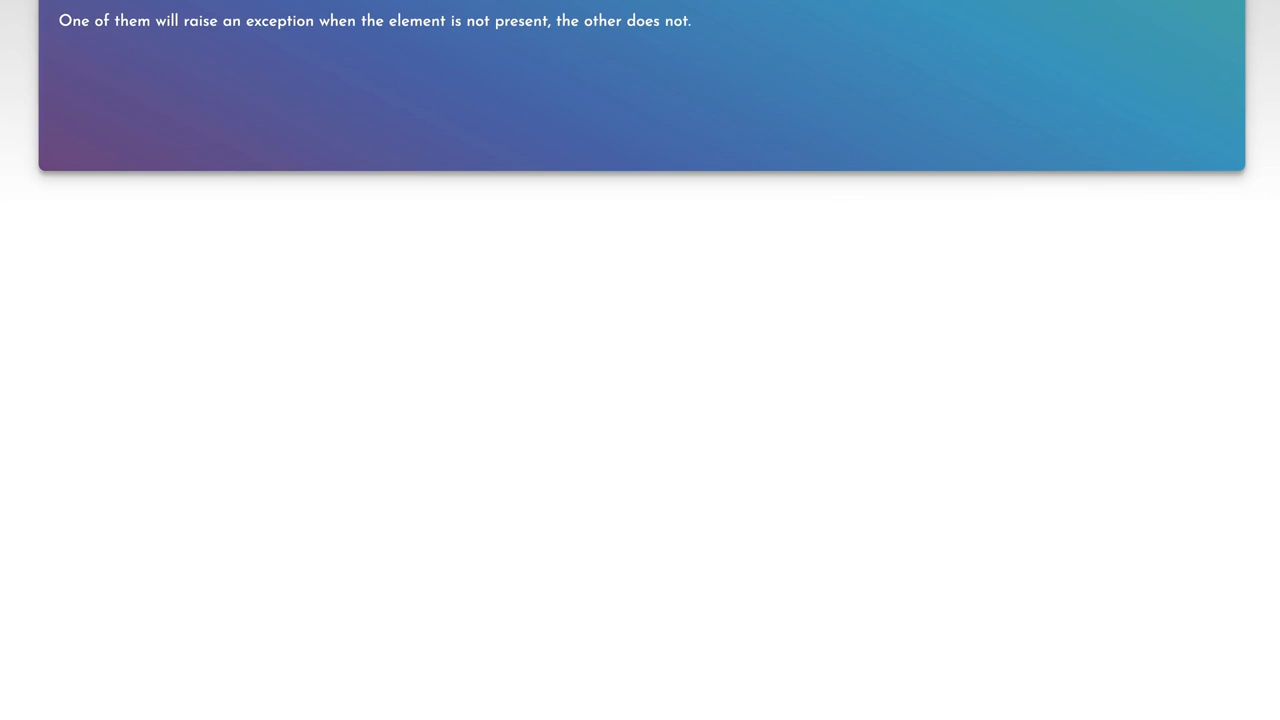 One of them will raise an exception when the element is not present, the other does not.